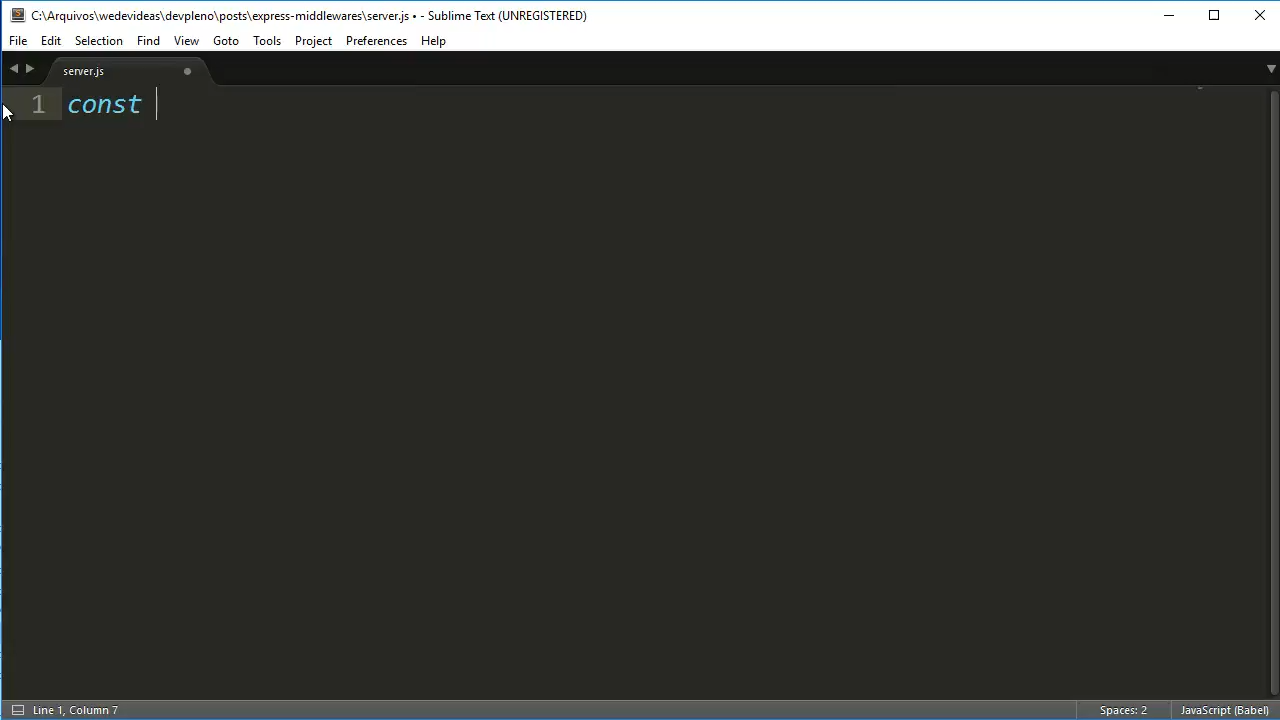 C:\Arquivos\wedevideas\devpleno\posts\express-middlewares\server.js • - Sublime Text (UNREGISTERED)
File Edit Selection Find View Goto Tools Project Preferences Help
server.js
1 const
Line 1, Column 7 Spaces: 2 JavaScript (Babel)